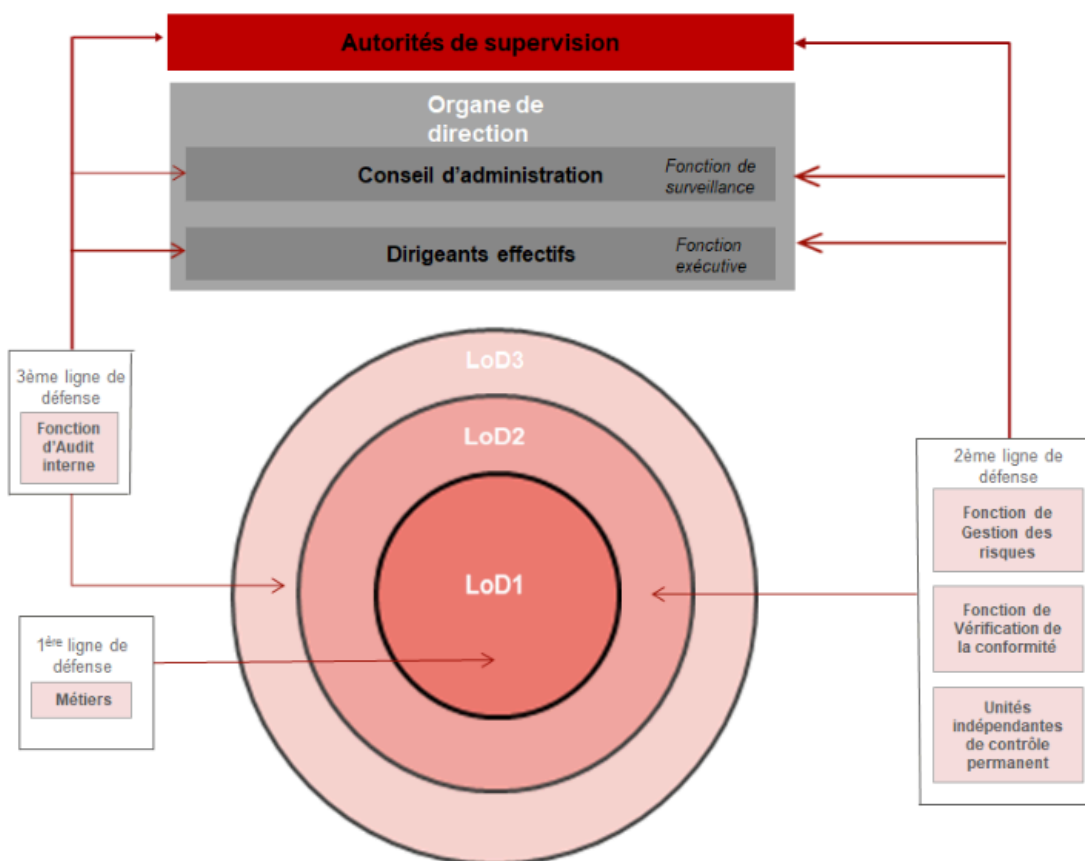 Autorités de supervision
Organe de
direction
Conseil d'administration
Fonction de
surveillance
Dirigeants effectifs
Fonction
exécutive
LoD3
LoD2
LoD1
3ème ligne de
défense
Fonction
d'Audit
interne
1ère ligne de
défense
Métiers
2ème ligne de
défense
Fonction de
Gestion des
risques
Fonction de
Vérification de
la conformité
Unités
indépendantes
de contrôle
permanent